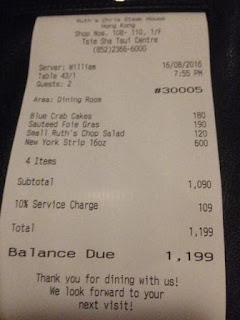 Ruth's Chris Steak House
Hong Kong
Shop Nos. 108- 110, 1/F
Tsim Sha Tsui Centre
(852)2366-6000
Server: William 16/08/2016
Table 43/1 7:55 PM
Guests: 2
#30005
Area: Dining Room
Blue Crab Cakes 180
Sauteed Foie Gras 190
Small Ruth's Chop Salad 120
New York Strip 16oz 600
4 Items
Subtotal 1,090
10% Service Charge 109
Total 1,199
Balance Due 1,199
Thank you for dining with us!
We look forward to your
next visit!